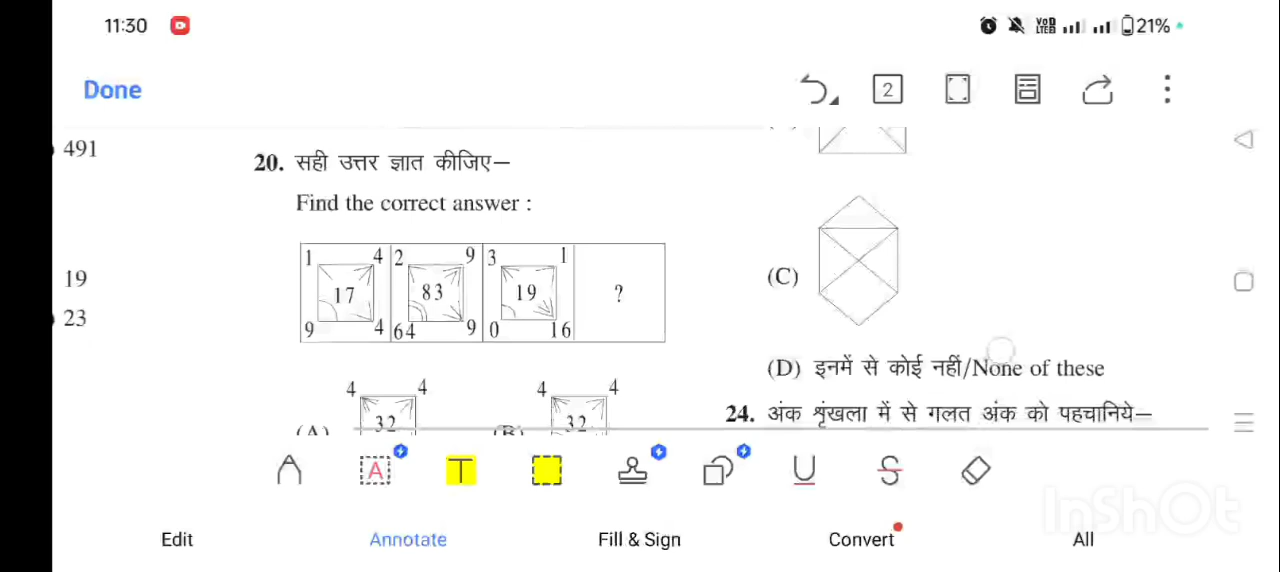 11:30
VoD LTE2
21%
Done
2
491
19
23
20. सही उत्तर ज्ञात कीजिए—
Find the correct answer :
1 4 2 9 3 1
17 83 19 ?
9 4 64 9 0 16
4 4 4 4
32 32
(A) (B)
(C)
(D) इनमें से कोई नहीं/None of these
24. अंक श्रृंखला में से गलत अंक को पहचानिये—
A T U S
Edit Annotate Fill & Sign Convert All
InShOt